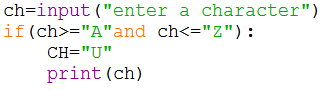 ch=input("enter a character")
if(ch>="A"and ch<="Z"):
    CH="U"
    print(ch)